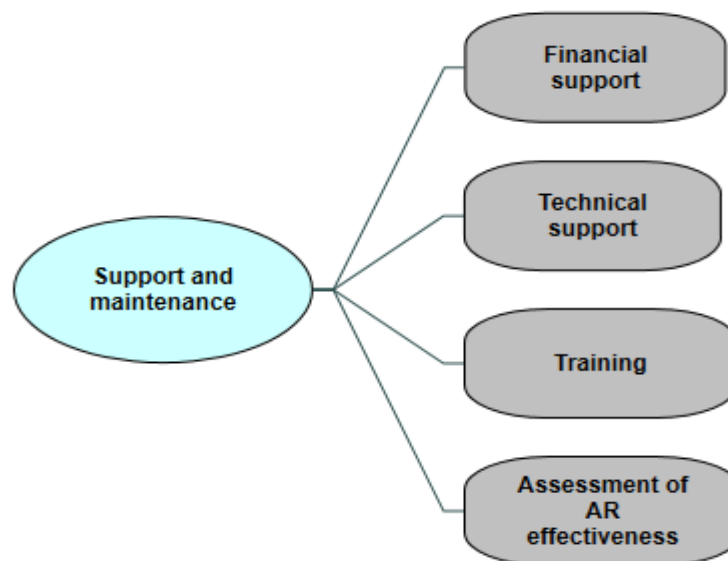 Financial
support
Technical
support
Support and
maintenance
Training
Assessment of
AR
effectiveness